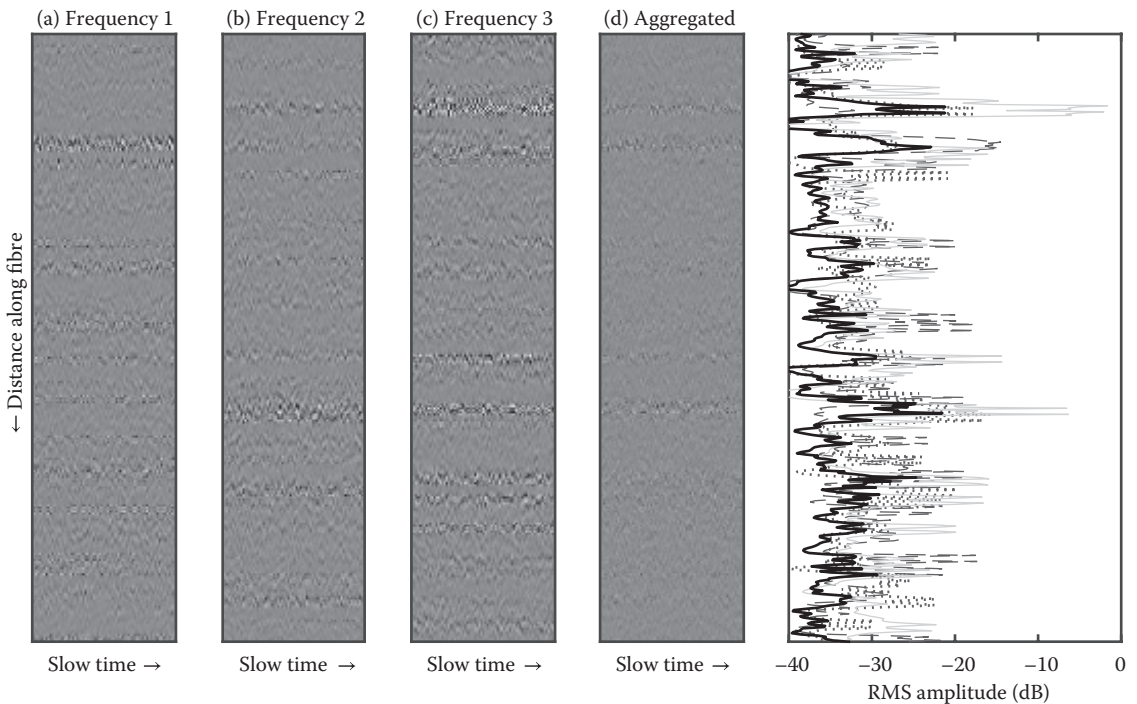 (a) Frequency 1
(b) Frequency 2
(c) Frequency 3
(d) Aggregated
← Distance along fibre
Slow time →
Slow time →
Slow time →
Slow time →
−40
−30
−20
−10
0
RMS amplitude (dB)